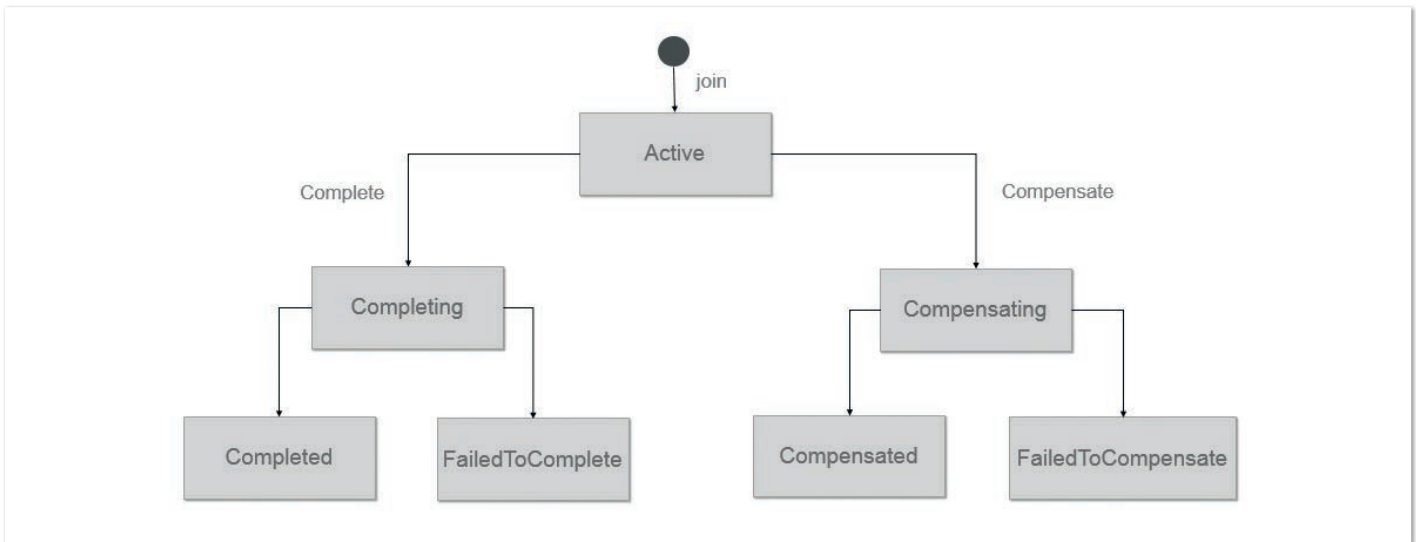 join
Active
Complete
Compensate
Completing
Compensating
Completed
FailedToComplete
Compensated
FailedToCompensate